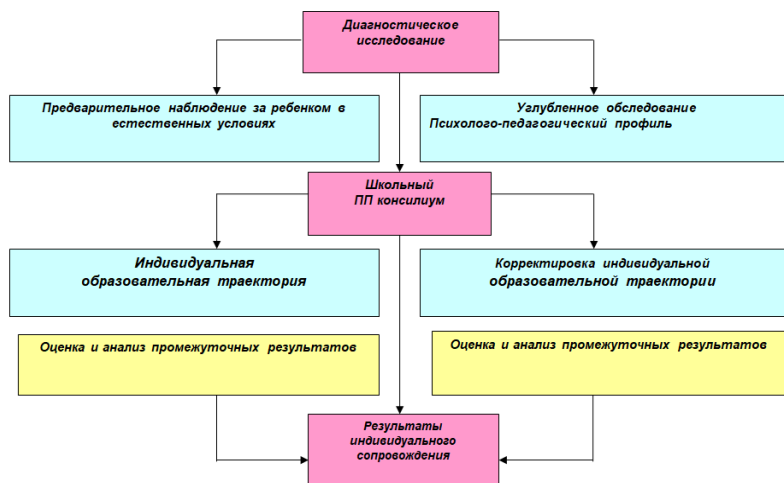 Диагностическое
исследование
Предварительное наблюдение за ребенком в
естественных условиях
Углубленное обследование
Психолого-педагогический профиль
Школьный
ПП консилиум
Индивидуальная
образовательная траектория
Корректировка индивидуальной
образовательной траектории
Оценка и анализ промежуточных результатов
Оценка и анализ промежуточных результатов
Результаты
индивидуального
сопровождения